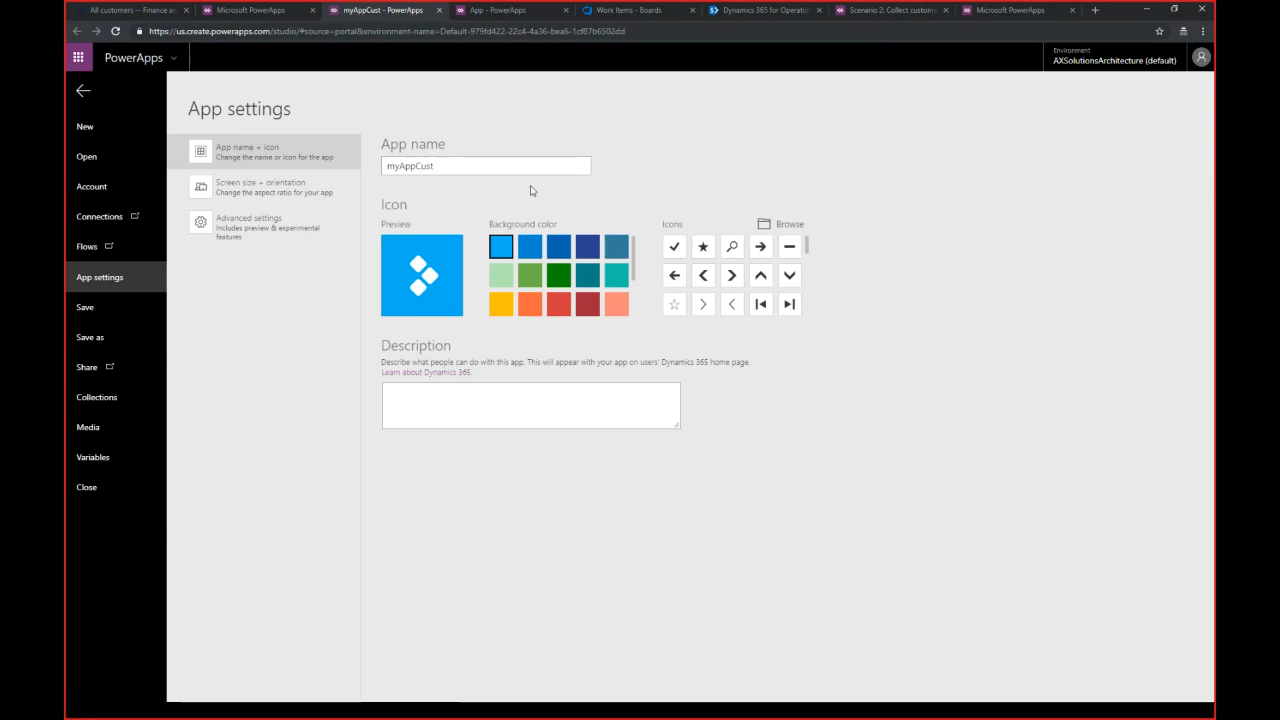 All customers -- Finance an
Microsoft PowerApps
myAppCust - PowerApps
App - PowerApps
Work Items - Boards
Dynamics 365 for Operation
Scenario 2: Collect custome
Microsoft PowerApps
https://us.create.powerapps.com/studio/#source=portal&environment-name=Default-979fd422-22c4-4a36-bea6-1cf87b6502dd
PowerApps
Environment
AXSolutionsArchitecture (default)
New
Open
Account
Connections
Flows
App settings
Save
Save as
Share
Collections
Media
Variables
Close
App settings
App name + icon
Change the name or icon for the app
Screen size + orientation
Change the aspect ratio for your app
Advanced settings
Includes preview & experimental
features
App name
myAppCust
Icon
Preview
Background color
Icons
Browse
Description
Describe what people can do with this app. This will appear with your app on users' Dynamics 365 home page.
Learn about Dynamics 365.